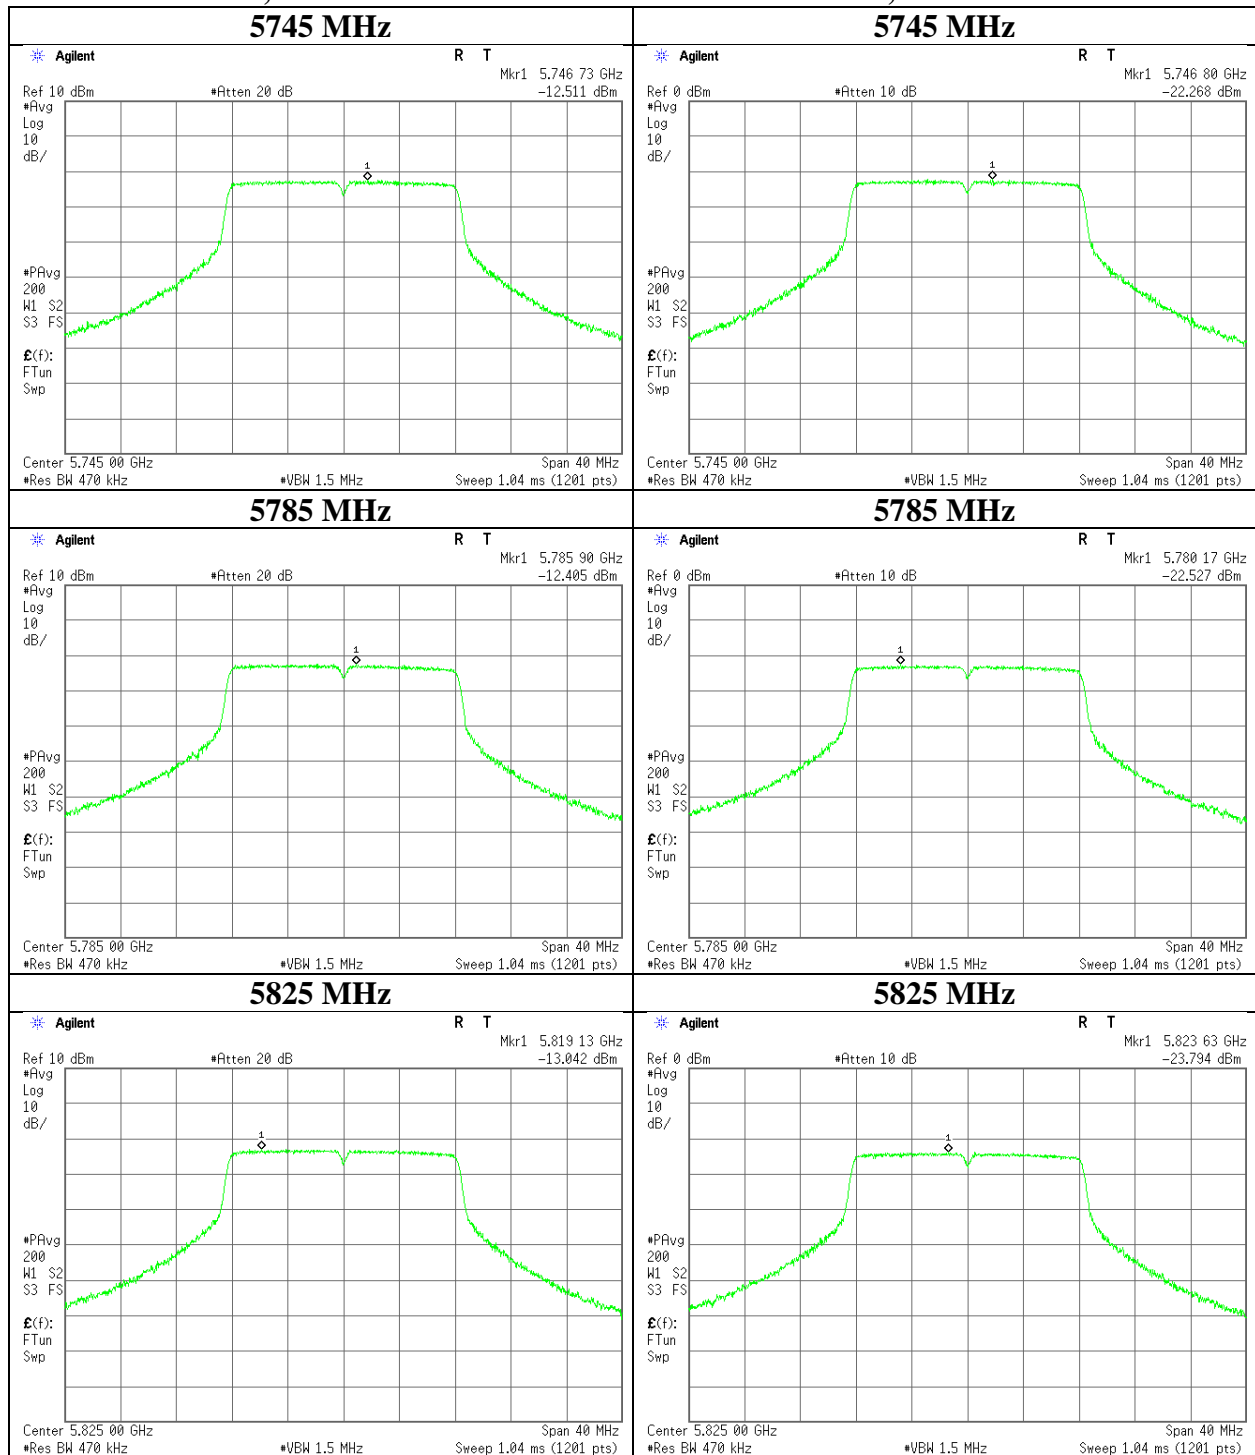 5745 MHz
Agilent R T
Mkr1 5.746 73 GHz
Ref 10 dBm #Atten 20 dB -12.511 dBm
#Avg
Log
10
dB/
1
#PAvg
200
W1 S2
S3 FS
£(f):
FTun
Swp
Center 5.745 00 GHz Span 40 MHz
#Res BW 470 kHz #VBW 1.5 MHz Sweep 1.04 ms (1201 pts)
5745 MHz
Agilent R T
Mkr1 5.746 80 GHz
Ref 0 dBm #Atten 10 dB -22.268 dBm
#Avg
Log
10
dB/
1
#PAvg
200
W1 S2
S3 FS
£(f):
FTun
Swp
Center 5.745 00 GHz Span 40 MHz
#Res BW 470 kHz #VBW 1.5 MHz Sweep 1.04 ms (1201 pts)
5785 MHz
Agilent R T
Mkr1 5.785 90 GHz
Ref 10 dBm #Atten 20 dB -12.405 dBm
#Avg
Log
10
dB/
1
#PAvg
200
W1 S2
S3 FS
£(f):
FTun
Swp
Center 5.785 00 GHz Span 40 MHz
#Res BW 470 kHz #VBW 1.5 MHz Sweep 1.04 ms (1201 pts)
5785 MHz
Agilent R T
Mkr1 5.780 17 GHz
Ref 0 dBm #Atten 10 dB -22.527 dBm
#Avg
Log
10
dB/
1
#PAvg
200
W1 S2
S3 FS
£(f):
FTun
Swp
Center 5.785 00 GHz Span 40 MHz
#Res BW 470 kHz #VBW 1.5 MHz Sweep 1.04 ms (1201 pts)
5825 MHz
Agilent R T
Mkr1 5.819 13 GHz
Ref 10 dBm #Atten 20 dB -13.042 dBm
#Avg
Log
10
dB/
1
#PAvg
200
W1 S2
S3 FS
£(f):
FTun
Swp
Center 5.825 00 GHz Span 40 MHz
#Res BW 470 kHz #VBW 1.5 MHz Sweep 1.04 ms (1201 pts)
5825 MHz
Agilent R T
Mkr1 5.823 63 GHz
Ref 0 dBm #Atten 10 dB -23.794 dBm
#Avg
Log
10
dB/
1
#PAvg
200
W1 S2
S3 FS
£(f):
FTun
Swp
Center 5.825 00 GHz Span 40 MHz
#Res BW 470 kHz #VBW 1.5 MHz Sweep 1.04 ms (1201 pts)